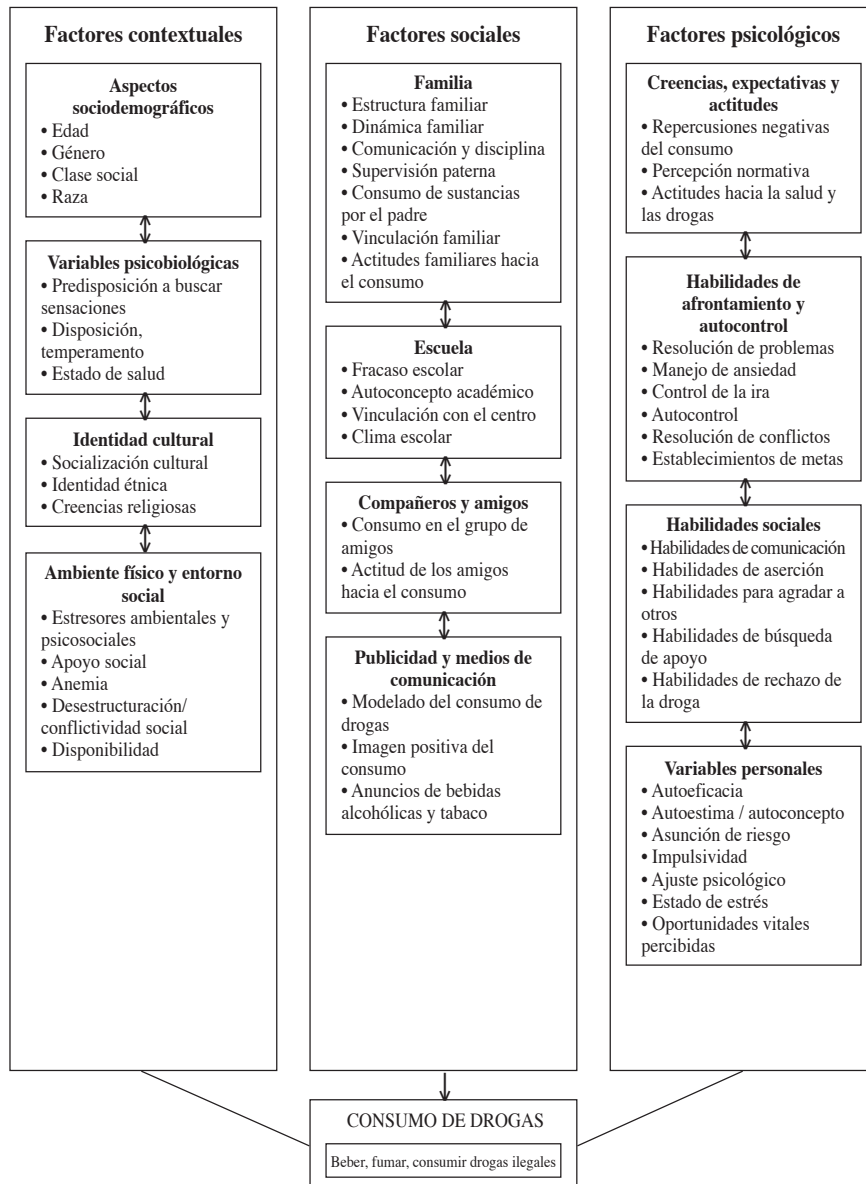 Factores contextuales
Aspectos
sociodemográficos
• Edad
• Género
• Clase social
• Raza
Variables psicobiológicas
• Predisposición a buscar
sensaciones
• Disposición,
temperamento
• Estado de salud
Identidad cultural
• Socialización cultural
• Identidad étnica
• Creencias religiosas
Ambiente físico y entorno
social
• Estresores ambientales y
psicosociales
• Apoyo social
• Anemia
• Desestructuración/
conflictividad social
• Disponibilidad
Factores sociales
Familia
• Estructura familiar
• Dinámica familiar
• Comunicación y disciplina
• Supervisión paterna
• Consumo de sustancias
por el padre
• Vinculación familiar
• Actitudes familiares hacia
el consumo
Escuela
• Fracaso escolar
• Autoconcepto académico
• Vinculación con el centro
• Clima escolar
Compañeros y amigos
• Consumo en el grupo de
amigos
• Actitud de los amigos
hacia el consumo
Publicidad y medios de
comunicación
• Modelado del consumo de
drogas
• Imagen positiva del
consumo
• Anuncios de bebidas
alcohólicas y tabaco
Factores psicológicos
Creencias, expectativas y
actitudes
• Repercusiones negativas
del consumo
• Percepción normativa
• Actitudes hacia la salud y
las drogas
Habilidades de
afrontamiento y
autocontrol
• Resolución de problemas
• Manejo de ansiedad
• Control de la ira
• Autocontrol
• Resolución de conflictos
• Establecimientos de metas
Habilidades sociales
• Habilidades de comunicación
• Habilidades de aserción
• Habilidades para agradar a
otros
• Habilidades de búsqueda
de apoyo
• Habilidades de rechazo de
la droga
Variables personales
• Autoeficacia
• Autoestima / autoconcepto
• Asunción de riesgo
• Impulsividad
• Ajuste psicológico
• Estado de estrés
• Oportunidades vitales
percibidas
CONSUMO DE DROGAS
Beber, fumar, consumir drogas ilegales